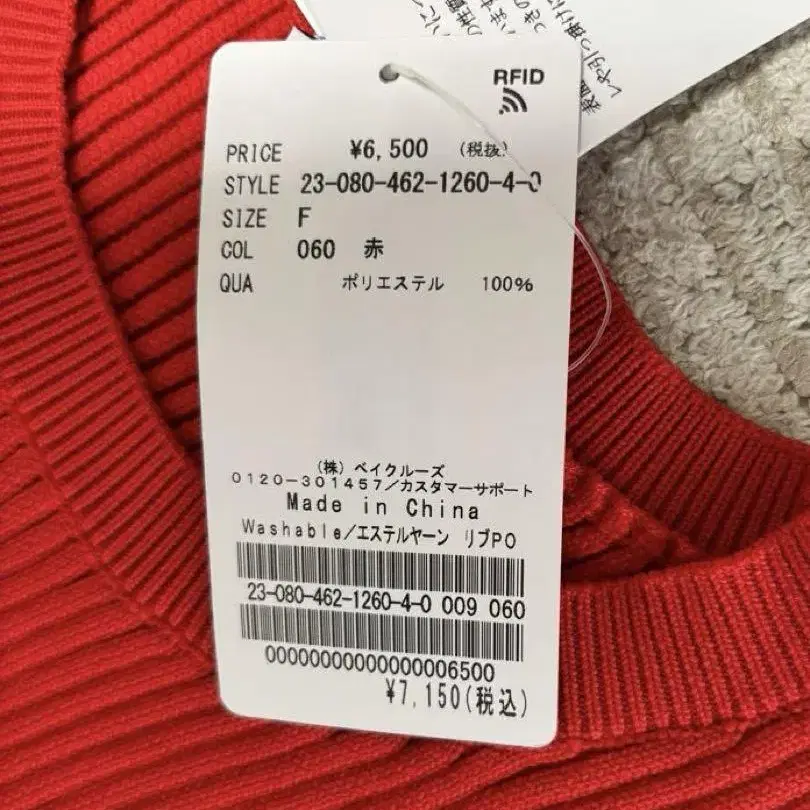 RFID
PRICE ¥6,500 (税抜)
STYLE 23-080-462-1260-4-0
SIZE F
COL 060 赤
QUA ポリエステル 100%
(株)ベイクルーズ
0120-301457/カスタマーサポート
Made in China
Washable/エステルヤーン リブPO
23-080-462-1260-4-0 009 060
00000000000000006500
¥7,150(税込)